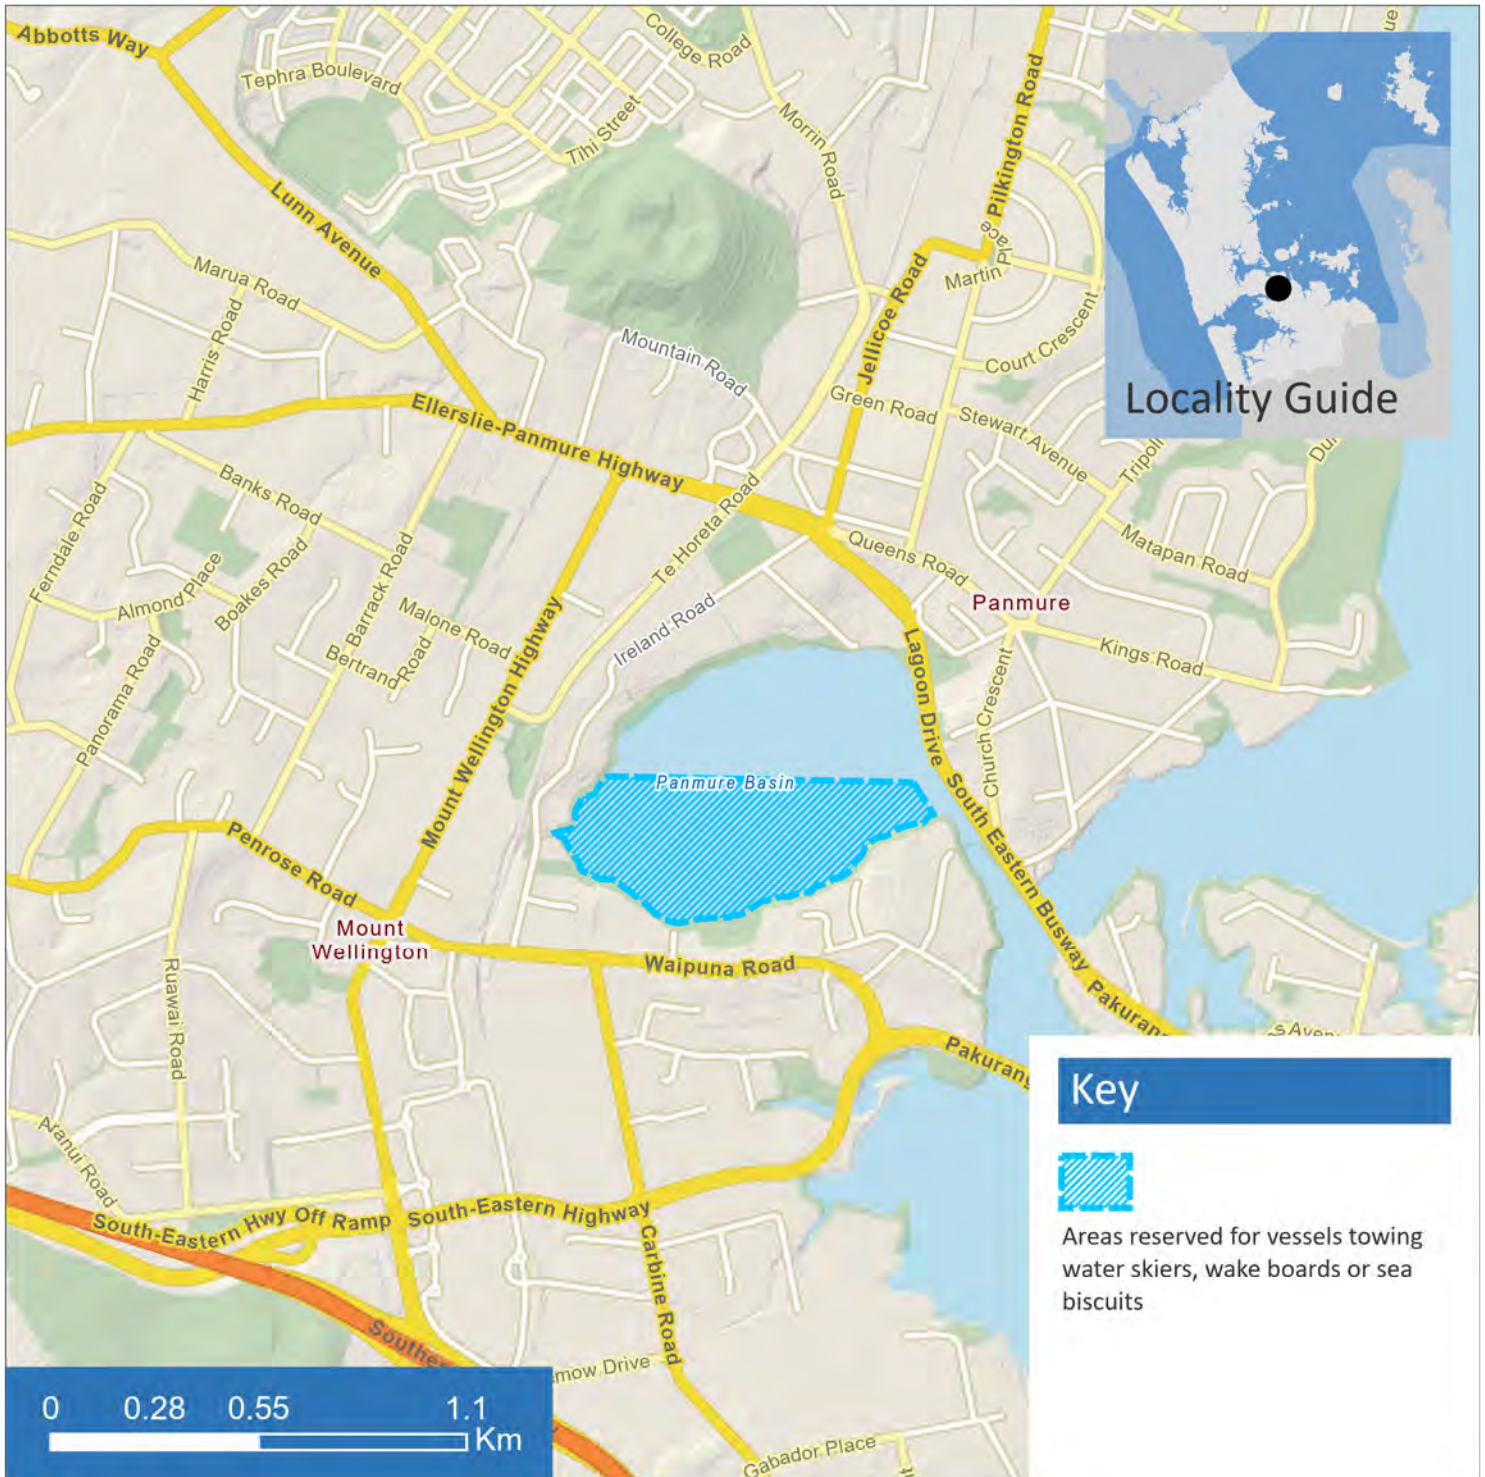 Abbotts Way
Tephra Boulevard
College Road
Tihi Street
Morrin Road
Pilkington Road
Lunn Avenue
Marua Road
Harris Road
Mountain Road
Jellicoe Road
Martin Place
Court Crescent
Locality Guide
Green Road
Stewart Avenue
Tripoli
Ellerslie-Panmure Highway
Banks Road
Ferndale Road
Te Horeta Road
Queens Road
Matapan Road
Almond Place
Boakes Road
Barrack Road
Malone Road
Bertrand Road
Mount Wellington Highway
Ireland Road
Panmure
Kings Road
Lagoon Drive
Church Crescent
Panorama Road
Panmure Basin
South Eastern Busway
Penrose Road
Mount
Wellington
Waipuna Road
Ruawai Road
Pakurang
Pakurang
Aranui Road
South-Eastern Hwy Off Ramp
South-Eastern Highway
Carbine Road
Gabador Place
Key
Areas reserved for vessels towing
water skiers, wake boards or sea
biscuits
0 0.28 0.55 1.1
Km